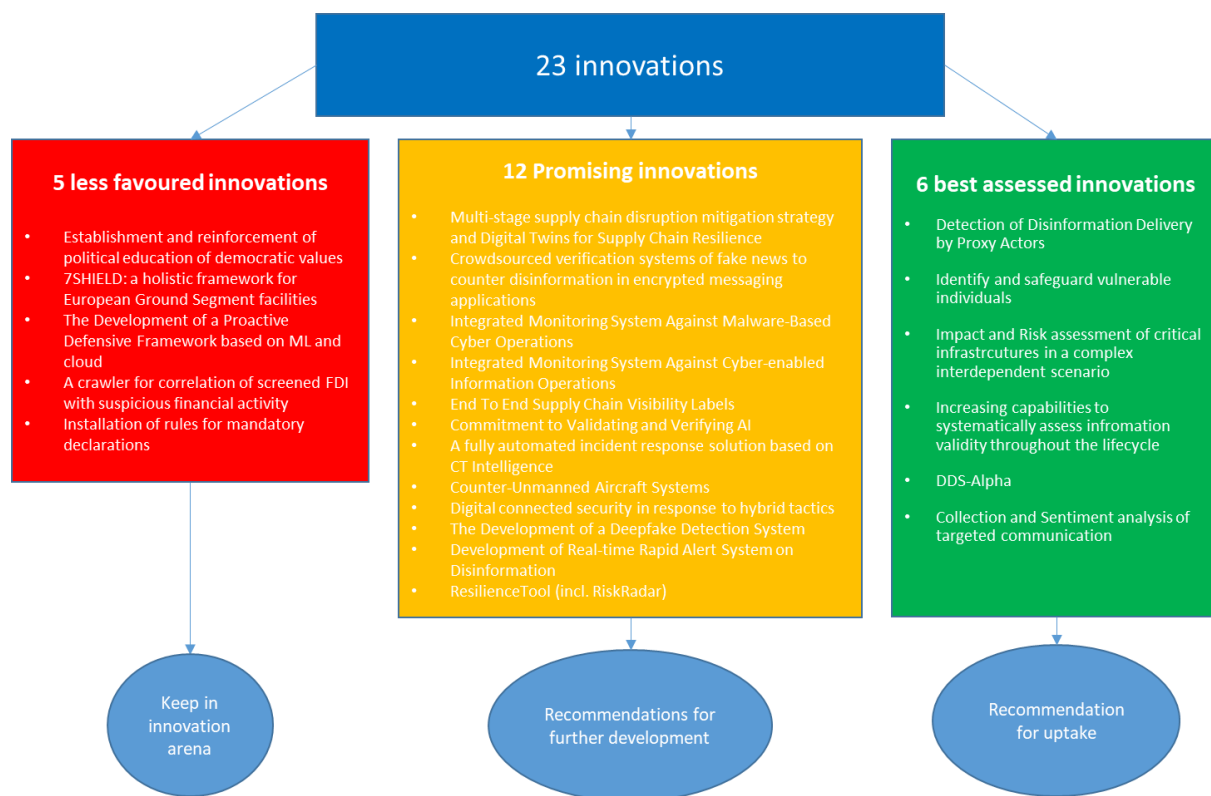 23 innovations
5 less favoured innovations
• Establishment and reinforcement of
political education of democratic values
• 7SHIELD: a holistic framework for
European Ground Segment facilities
• The Development of a Proactive
Defensive Framework based on ML and
cloud
• A crawler for correlation of screened FDI
with suspicious financial activity
• Installation of rules for mandatory
declarations
12 Promising innovations
• Multi-stage supply chain disruption mitigation strategy
and Digital Twins for Supply Chain Resilience
• Crowdsourced verification systems of fake news to
counter disinformation in encrypted messaging
applications
• Integrated Monitoring System Against Malware-Based
Cyber Operations
• Integrated Monitoring System Against Cyber-enabled
Information Operations
• End To End Supply Chain Visibility Labels
• Commitment to Validating and Verifying AI
• A fully automated incident response solution based on
CT Intelligence
• Counter-Unmanned Aircraft Systems
• Digital connected security in response to hybrid tactics
• The Development of a Deepfake Detection System
• Development of Real-time Rapid Alert System on
Disinformation
• ResilienceTool (incl. RiskRadar)
6 best assessed innovations
• Detection of Disinformation Delivery
by Proxy Actors
• Identify and safeguard vulnerable
individuals
• Impact and Risk assessment of critical
infrastrcutures in a complex
interdependent scenario
• Increasing capabilities to
systematically assess infromation
validity throughout the lifecycle
• DDS-Alpha
• Collection and Sentiment analysis of
targeted communication
Keep in
innovation
arena
Recommendations for
further development
Recommendation
for uptake